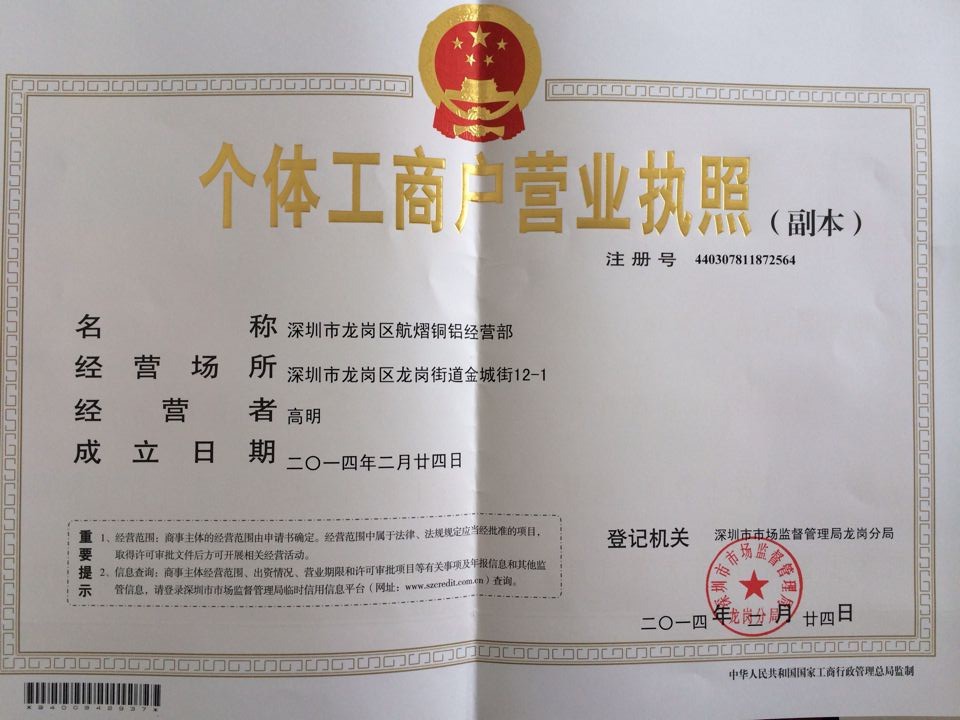 个体工商户营业执照（副本）
注册号 440307811872564
名称 深圳市龙岗区航熠铜铝经营部
经营场所 深圳市龙岗区龙岗街道金城街12-1
经营者 高明
成立日期 二〇一四年二月廿四日
重要提示
1、经营范围：商事主体的经营范围由申请书确定。经营范围中属于法律、法规规定应当经批准的项目，
取得许可审批文件后方可开展相关经营活动。
2、信息查询：商事主体经营范围、出资情况、营业期限和许可审批项目等有关事项及年报信息和其他监
管信息，请登录深圳市市场监督管理局临时信用信息平台（网址：www.szcredit.com.cn）查询。
登记机关 深圳市市场监督管理局龙岗分局
深圳市市场监督管理局
龙岗分局
二〇一四年二月廿四日
中华人民共和国国家工商行政管理总局监制
*8400942937*